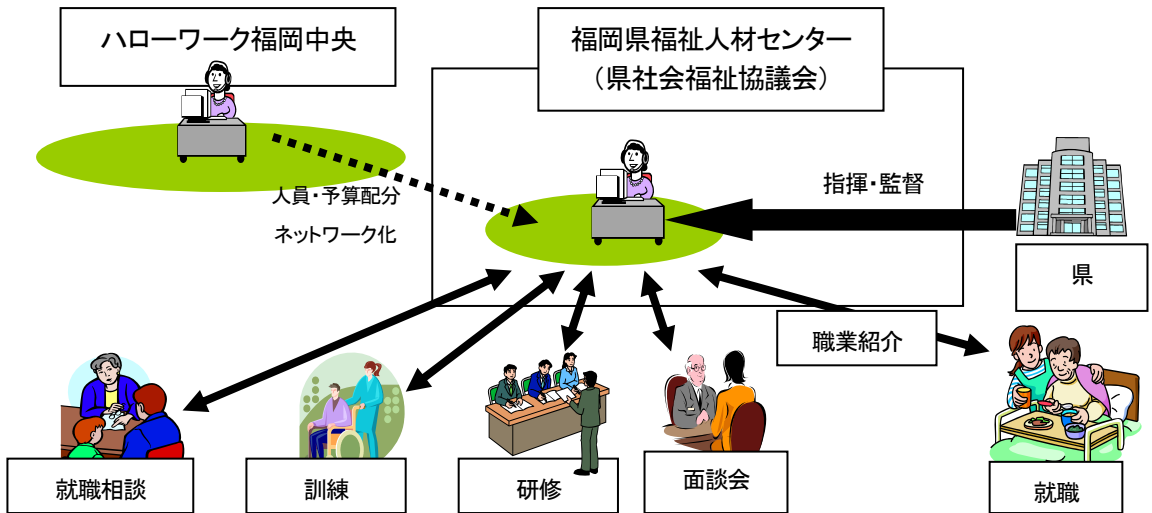 ハローワーク福岡中央
福岡県福祉人材センター
（県社会福祉協議会）
人員・予算配分
ネットワーク化
指揮・監督
県
職業紹介
就職相談
訓練
研修
面談会
就職